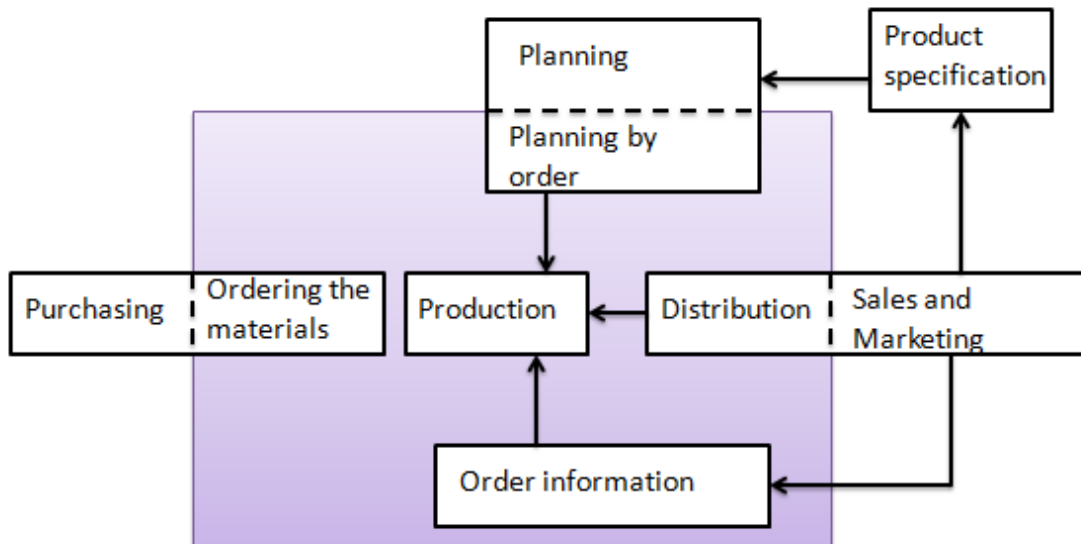 Planning
Product
specification
Planning by
order
Purchasing
Ordering the
materials
Production
Distribution
Sales and
Marketing
Order information